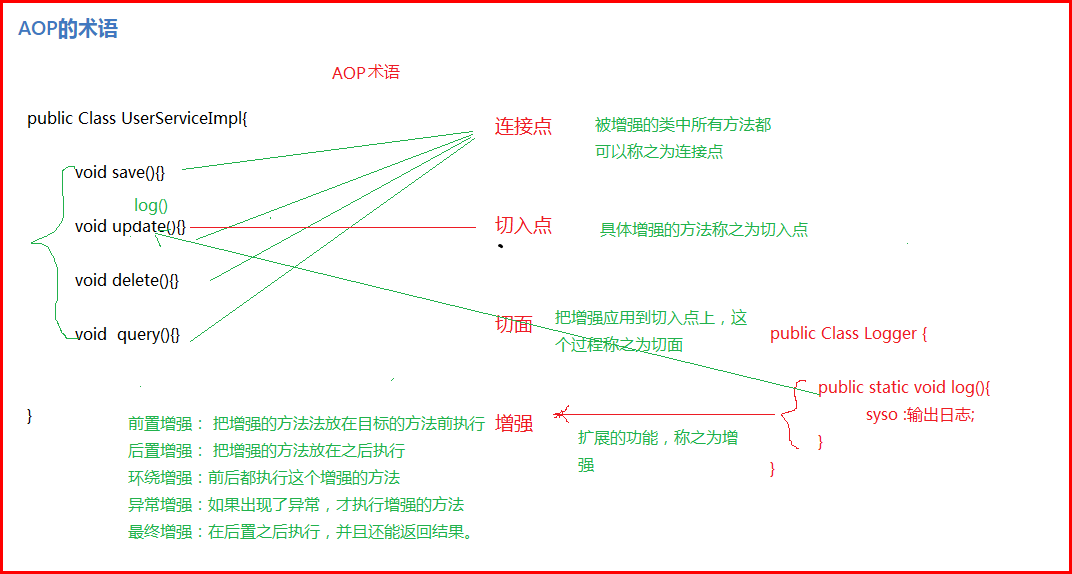 AOP的术语
AOP术语
public Class UserServiceImpl{
连接点
被增强的类中所有方法都
可以称之为连接点
void save(){}
log()
void update(){}
切入点
具体增强的方法称之为切入点
void delete(){}
切面
把增强应用到切入点上，这
个过程称之为切面
void  query(){}
public Class Logger {
public static void log(){
syso :输出日志;
}
}
}
增强
扩展的功能，称之为增
强
前置增强： 把增强的方法法放在目标的方法前执行
后置增强： 把增强的方法放在之后执行
环绕增强：前后都执行这个增强的方法
异常增强：如果出现了异常，才执行增强的方法
最终增强：在后置之后执行，并且还能返回结果。